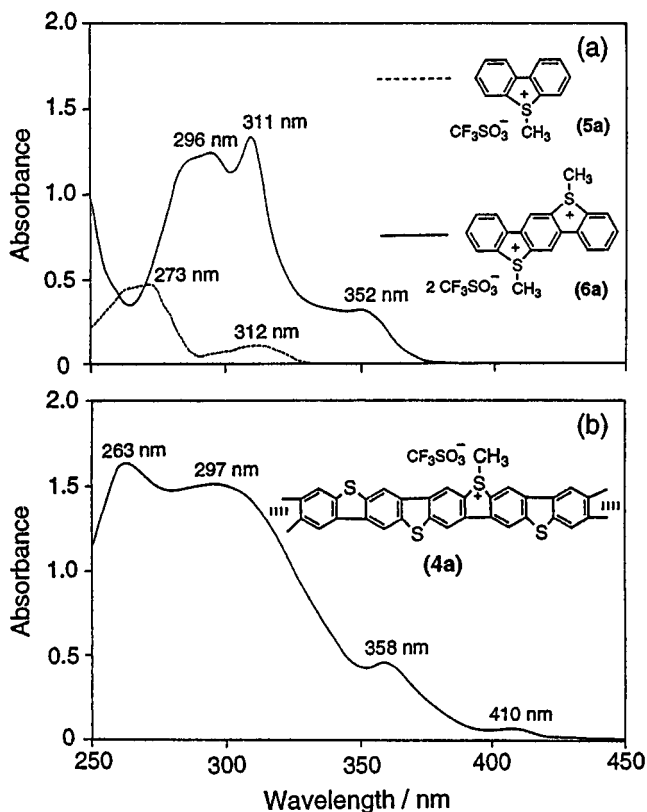 2.0
(a)
1.5
296 nm
311 nm
+
S
CF3SO3−
CH3
(5a)
CH3
S
+
1.0
Absorbance
0.5
273 nm
312 nm
352 nm
+
S
2 CF3SO3−
CH3
(6a)
0
2.0
(b)
263 nm
297 nm
CF3SO3−
CH3
1.5
S
S
+
S
S
(4a)
1.0
Absorbance
0.5
358 nm
410 nm
0
250
300
350
400
450
Wavelength / nm